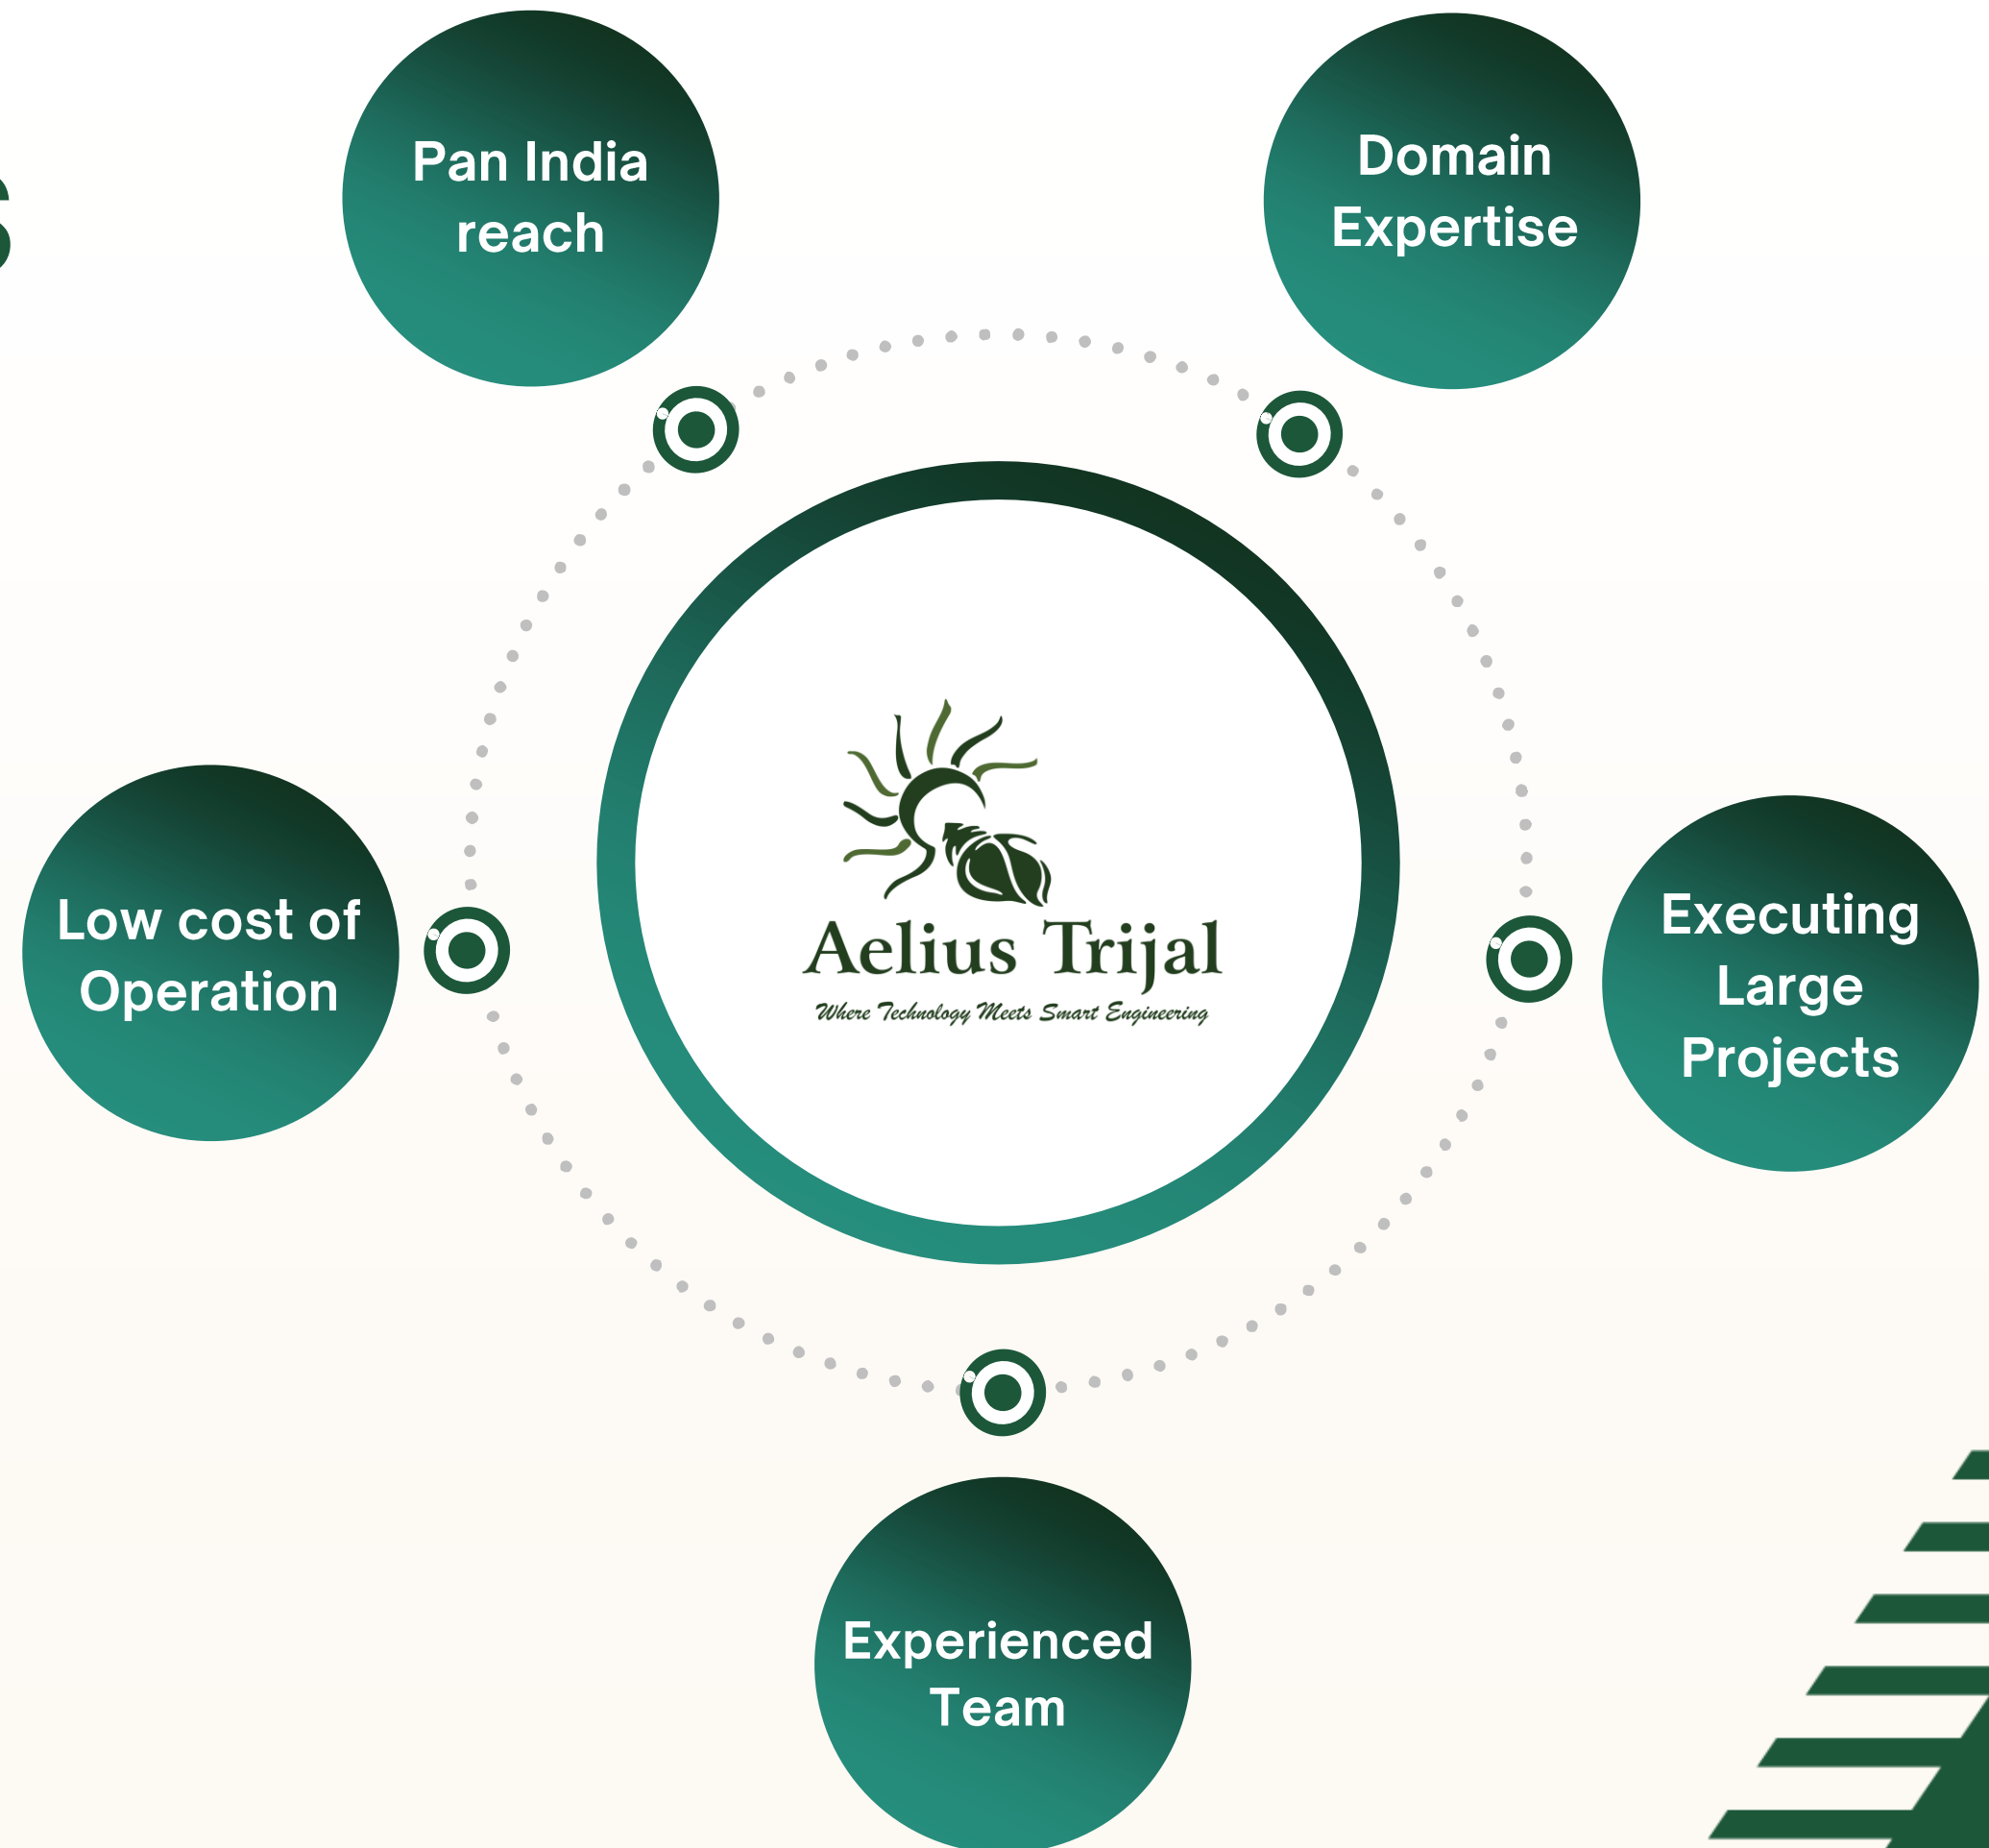 s
Pan India
reach
Domain
Expertise
Low cost of
Operation
Aelius Trijal
Where Technology Meets Smart Engineering
Executing
Large
Projects
Experienced
Team